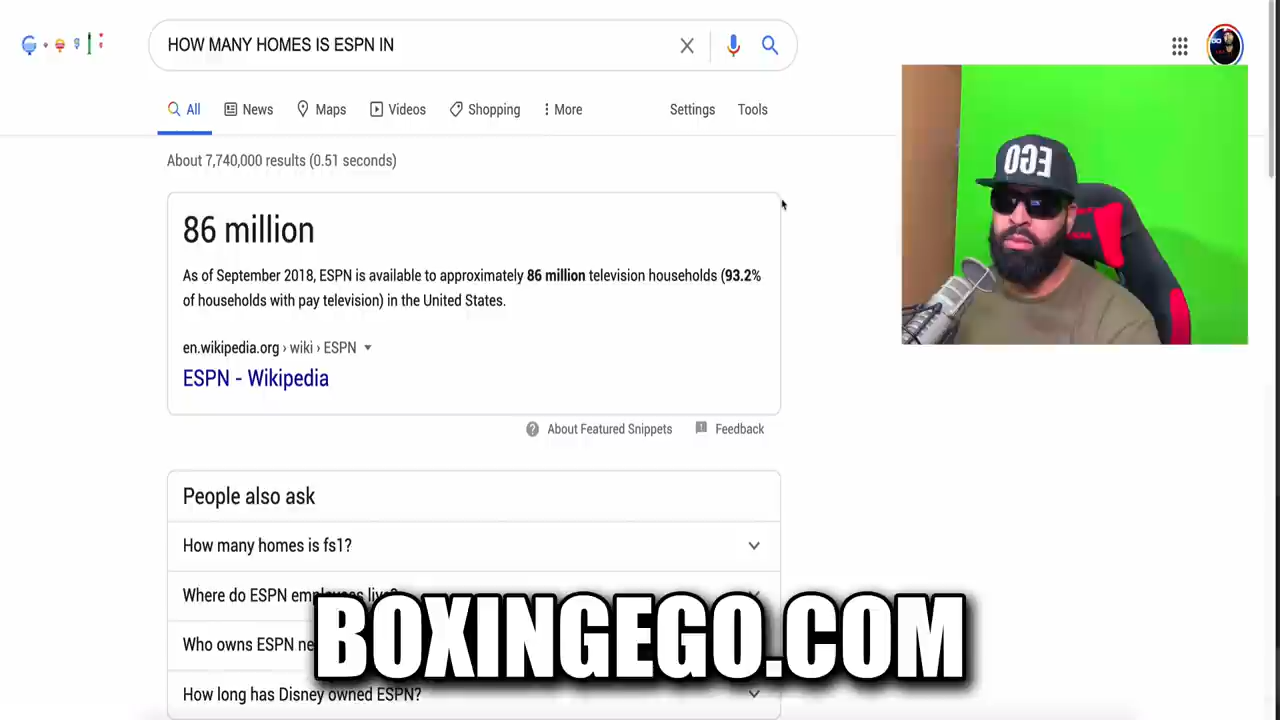 HOW MANY HOMES IS ESPN IN
All
News
Maps
Videos
Shopping
More
Settings
Tools
About 7,740,000 results (0.51 seconds)
EGO
86 million
As of September 2018, ESPN is available to approximately 86 million television households (93.2%
of households with pay television) in the United States.
en.wikipedia.org › wiki › ESPN
ESPN - Wikipedia
About Featured Snippets
Feedback
People also ask
How many homes is fs1?
Where do ESPN employees live?
Who owns ESPN
How long has Disney owned ESPN?
BOXINGEGO.COM